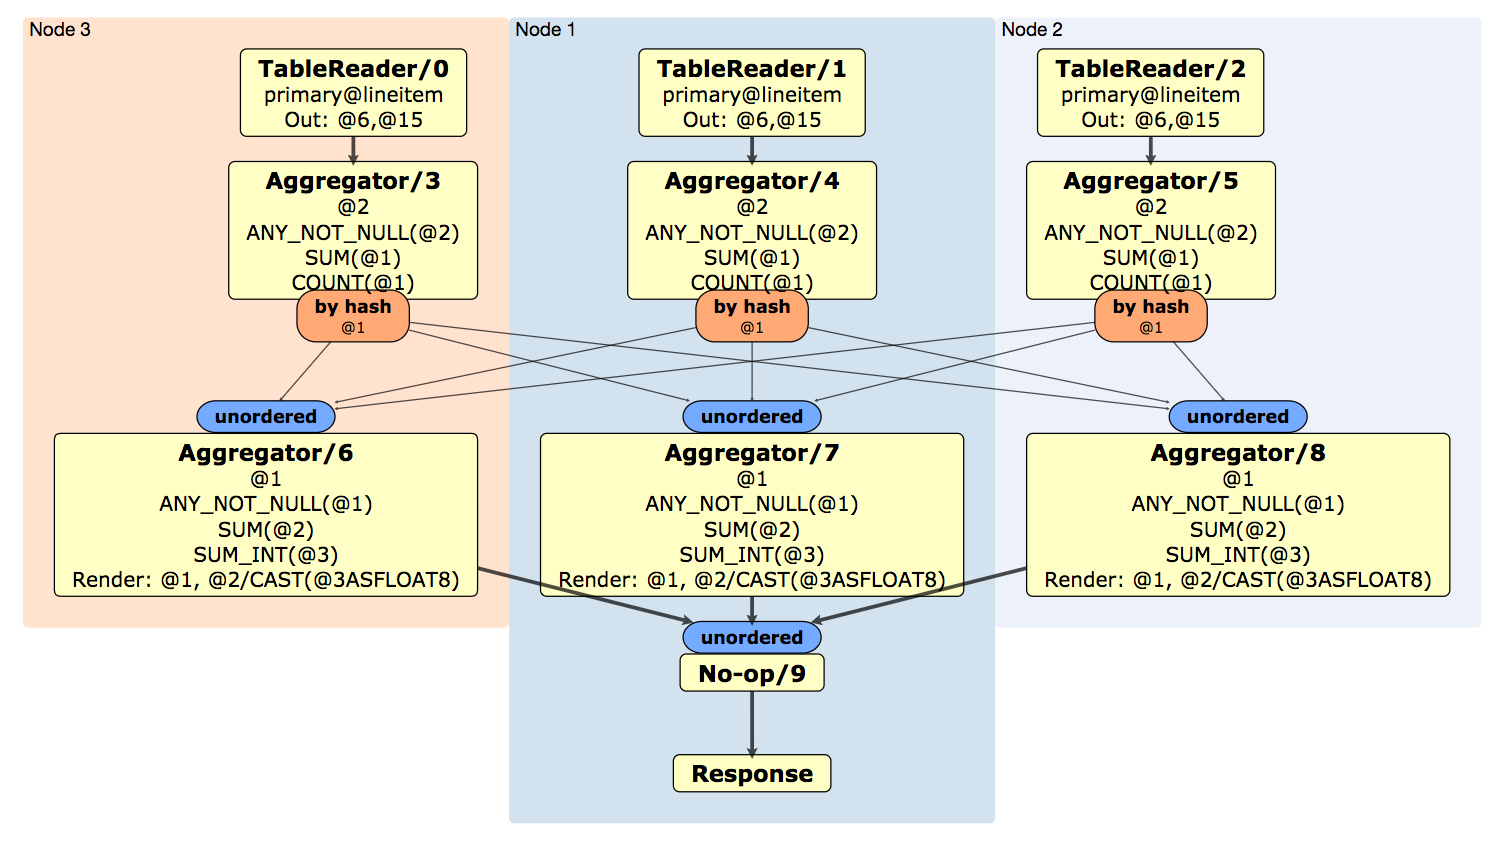 Node 3
Node 1
Node 2
TableReader/0
primary@lineitem
Out: @6,@15
TableReader/1
primary@lineitem
Out: @6,@15
TableReader/2
primary@lineitem
Out: @6,@15
Aggregator/3
@2
ANY_NOT_NULL(@2)
SUM(@1)
COUNT(@1)
by hash
@1
Aggregator/4
@2
ANY_NOT_NULL(@2)
SUM(@1)
COUNT(@1)
by hash
@1
Aggregator/5
@2
ANY_NOT_NULL(@2)
SUM(@1)
COUNT(@1)
by hash
@1
unordered
Aggregator/6
@1
ANY_NOT_NULL(@1)
SUM(@2)
SUM_INT(@3)
Render: @1, @2/CAST(@3ASFLOAT8)
unordered
Aggregator/7
@1
ANY_NOT_NULL(@1)
SUM(@2)
SUM_INT(@3)
Render: @1, @2/CAST(@3ASFLOAT8)
unordered
Aggregator/8
@1
ANY_NOT_NULL(@1)
SUM(@2)
SUM_INT(@3)
Render: @1, @2/CAST(@3ASFLOAT8)
unordered
No-op/9
Response